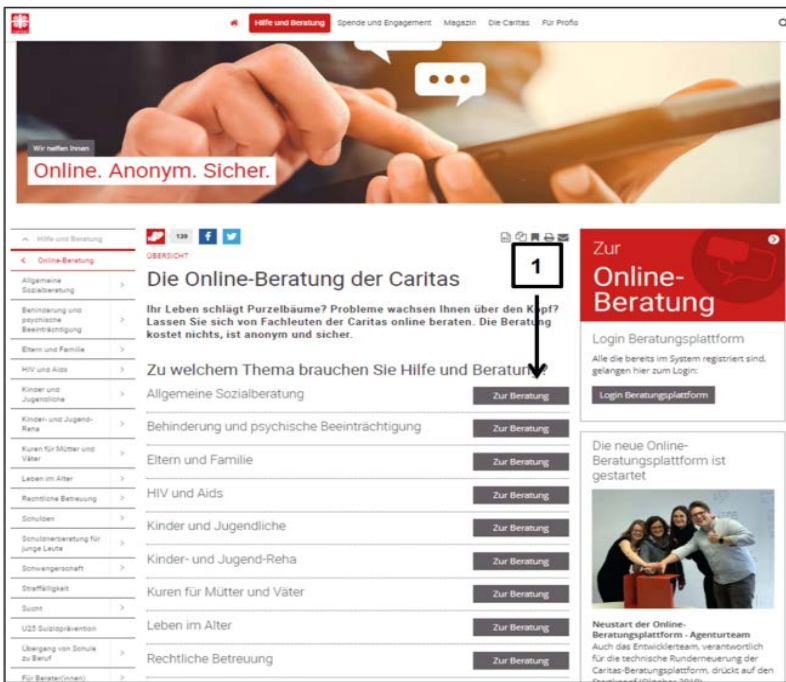 Hilfe und Beratung
Spende und Engagement
Magazin
Die Caritas
Für Profis
Wir helfen Ihnen
Online. Anonym. Sicher.
Hilfe und Beratung
Online-Beratung
Allgemeine
Sozialberatung
Behinderung und
psychische
Beeinträchtigung
Eltern und Familie
HIV und Aids
Kinder und
Jugendliche
Kinder- und Jugend-
Reha
Kuren für Mütter und
Väter
Leben im Alter
Rechtliche Betreuung
Schulden
Schuldnerberatung für
junge Leute
Schwangerschaft
Straffälligkeit
Sucht
U25 Suizidprävention
Übergang von Schule
zu Beruf
Für Berater(innen)
139
ÜBERSICHT
1
Die Online-Beratung der Caritas
Ihr Leben schlägt Purzelbäume? Probleme wachsen Ihnen über den Kopf?
Lassen Sie sich von Fachleuten der Caritas online beraten. Die Beratung
kostet nichts, ist anonym und sicher.
Zu welchem Thema brauchen Sie Hilfe und Beratung?
Allgemeine Sozialberatung
Zur Beratung
Behinderung und psychische Beeinträchtigung
Zur Beratung
Eltern und Familie
Zur Beratung
HIV und Aids
Zur Beratung
Kinder und Jugendliche
Zur Beratung
Kinder- und Jugend-Reha
Zur Beratung
Kuren für Mütter und Väter
Zur Beratung
Leben im Alter
Zur Beratung
Rechtliche Betreuung
Zur Beratung
Zur
Online-
Beratung
Login Beratungsplattform
Alle die bereits im System registriert sind,
gelangen hier zum Login:
Login Beratungsplattform
Die neue Online-
Beratungsplattform ist
gestartet
Neustart der Online-
Beratungsplattform - Agenturteam
Auch das Entwicklerteam, verantwortlich
für die technische Runderneuerung der
Caritas-Beratungsplattform, drückt auf den